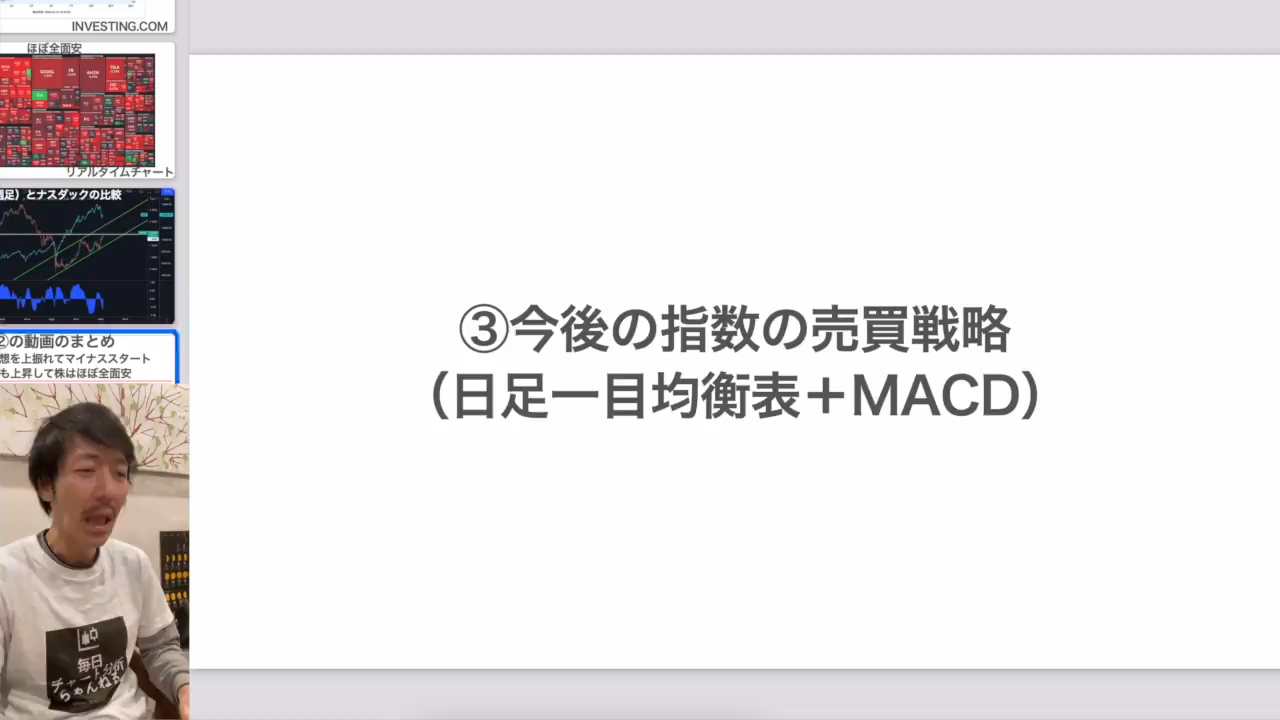 INVESTING.COM
ほぼ全面安
リアルタイムチャート
足）とナスダックの比較
②の動画のまとめ
想を上振れてマイナススタート
も上昇して株はほぼ全面安
③今後の指数の売買戦略
（日足一目均衡表＋MACD）
毎日
チャート分析
ちゃんねる